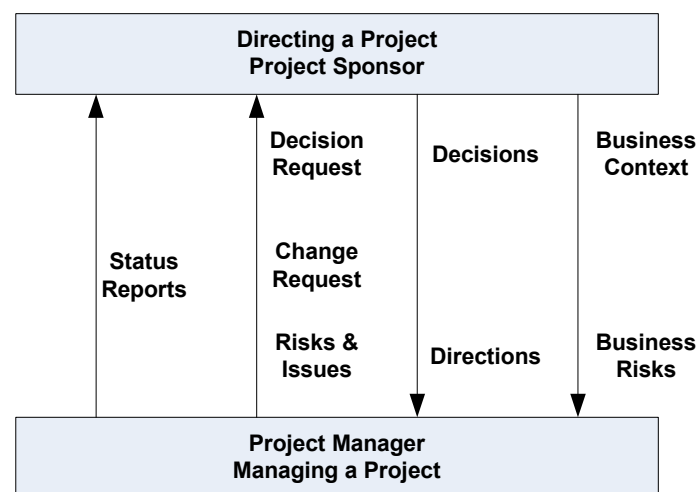 Directing a Project
Project Sponsor
Decision
Request
Decisions
Business
Context
Status
Reports
Change
Request
Risks &
Issues
Directions
Business
Risks
Project Manager
Managing a Project